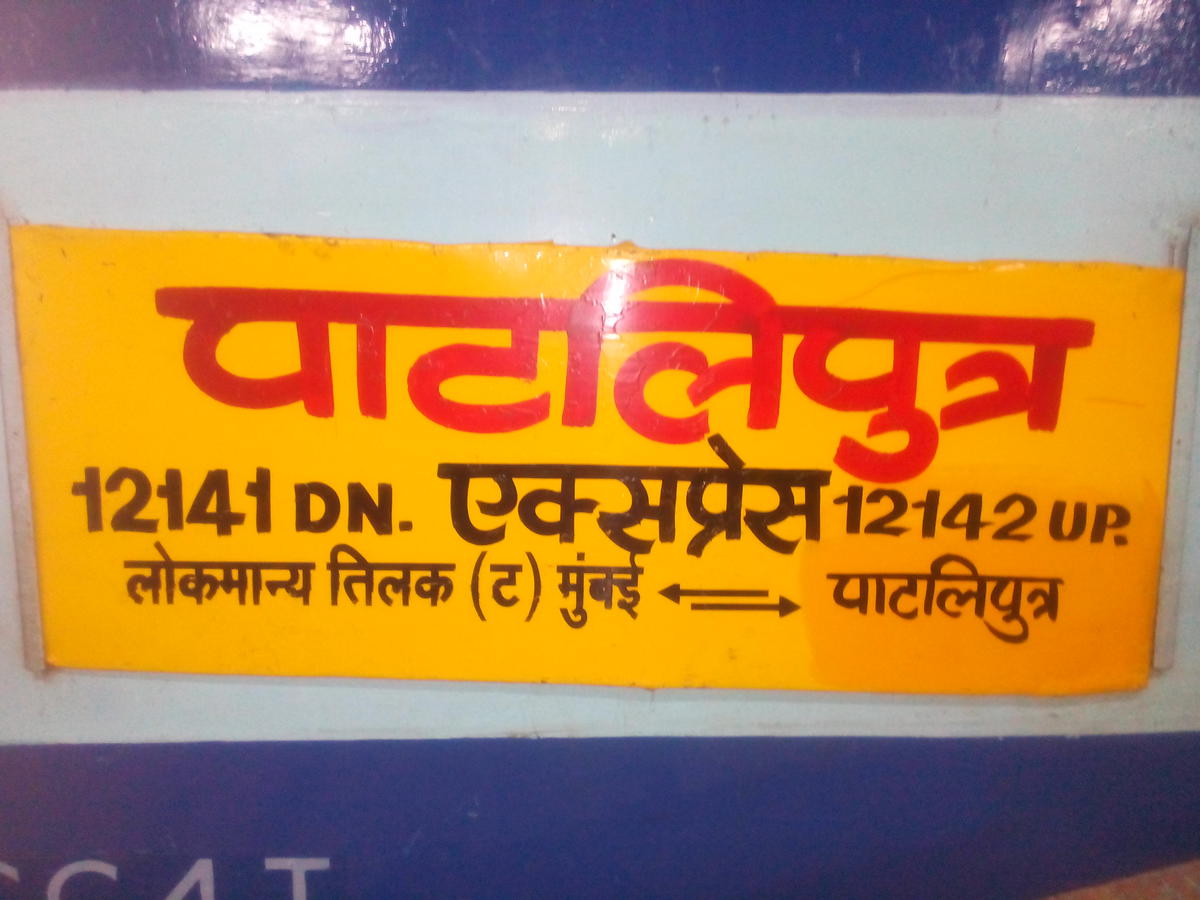 पाटलिपुत्र
12141 DN. एक्सप्रेस 12142 UP.
लोकमान्य तिलक (ट) मुंबई पाटलिपुत्र